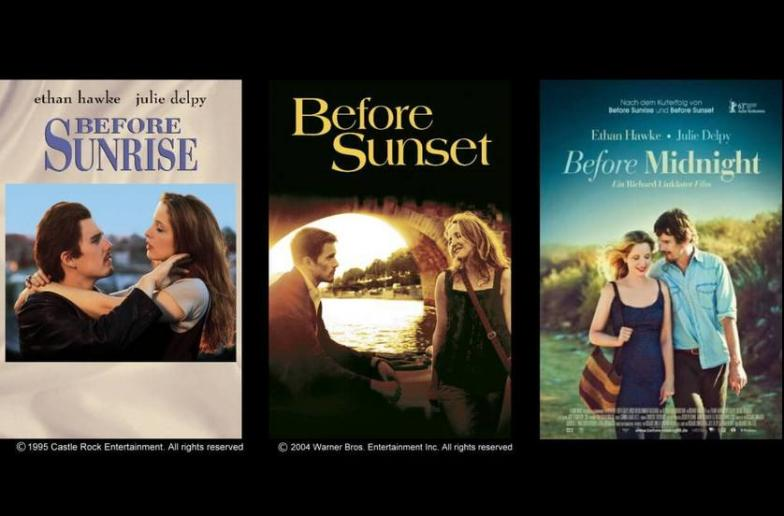 ethan hawke julie delpy
BEFORE
SUNRISE
© 1995 Castle Rock Entertainment. All rights reserved
Before
Sunset
© 2004 Warner Bros. Entertainment Inc. All rights reserved
Nach dem Kulterfolg von
Before Sunrise und Before Sunset
Ethan Hawke • Julie Delpy
Before Midnight
Ein Richard Linklater Film